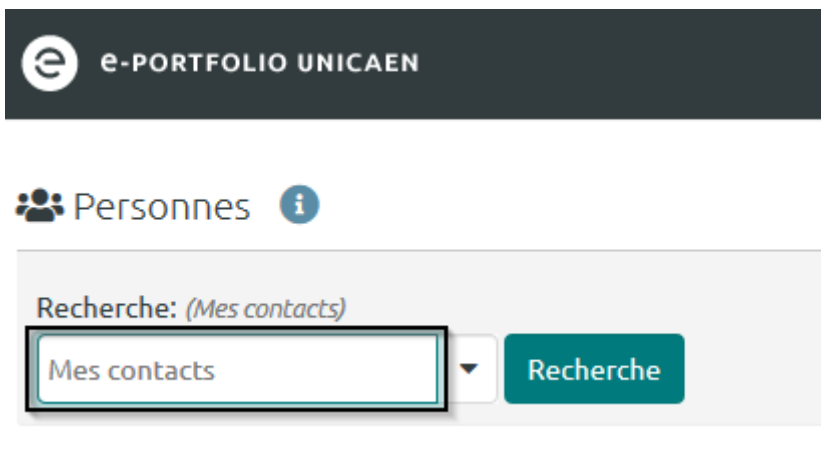 e-PORTFOLIO UNICAEN
Personnes
Recherche: (Mes contacts)
Mes contacts
Recherche